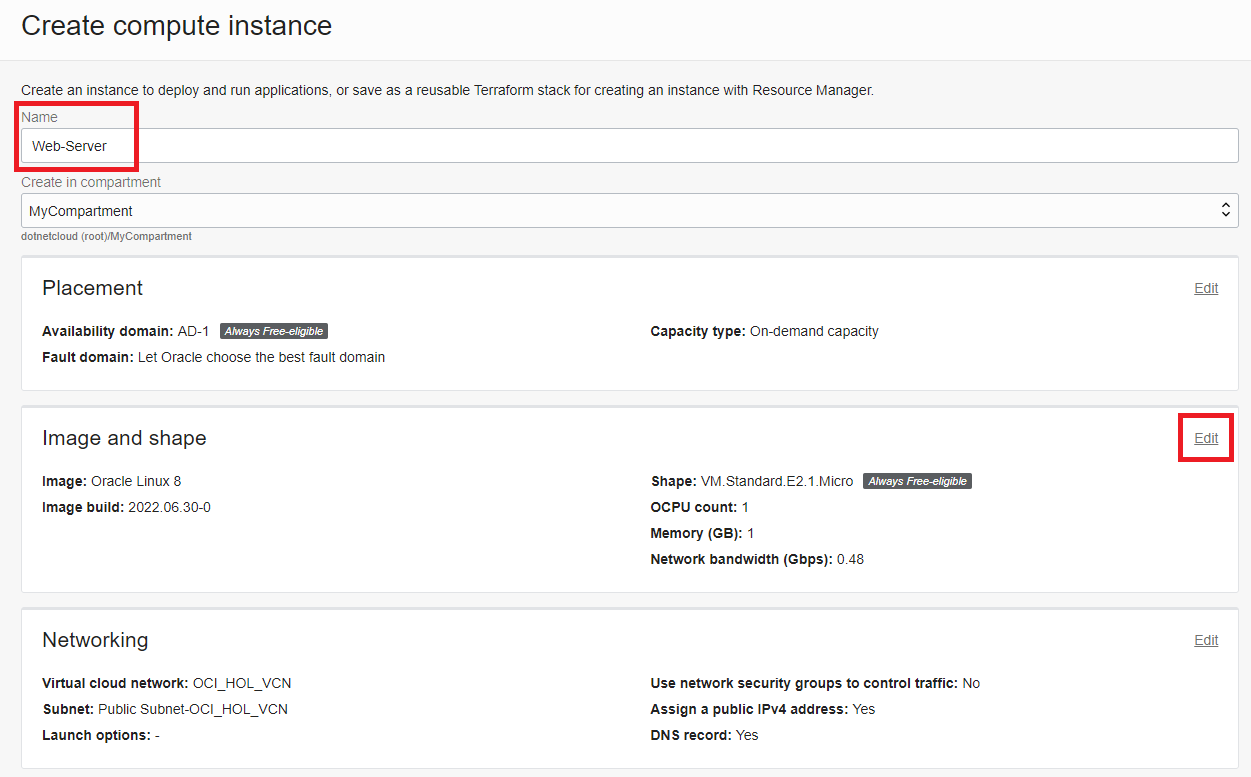 Create compute instance
Create an instance to deploy and run applications, or save as a reusable Terraform stack for creating an instance with Resource Manager.
Name
Web-Server
Create in compartment
MyCompartment
dotnetcloud (root)/MyCompartment
Placement
Edit
Availability domain: AD-1 Always Free-eligible
Capacity type: On-demand capacity
Fault domain: Let Oracle choose the best fault domain
Image and shape
Edit
Image: Oracle Linux 8
Image build: 2022.06.30-0
Shape: VM.Standard.E2.1.Micro Always Free-eligible
OCPU count: 1
Memory (GB): 1
Network bandwidth (Gbps): 0.48
Networking
Edit
Virtual cloud network: OCI_HOL_VCN
Subnet: Public Subnet-OCI_HOL_VCN
Launch options: -
Use network security groups to control traffic: No
Assign a public IPv4 address: Yes
DNS record: Yes